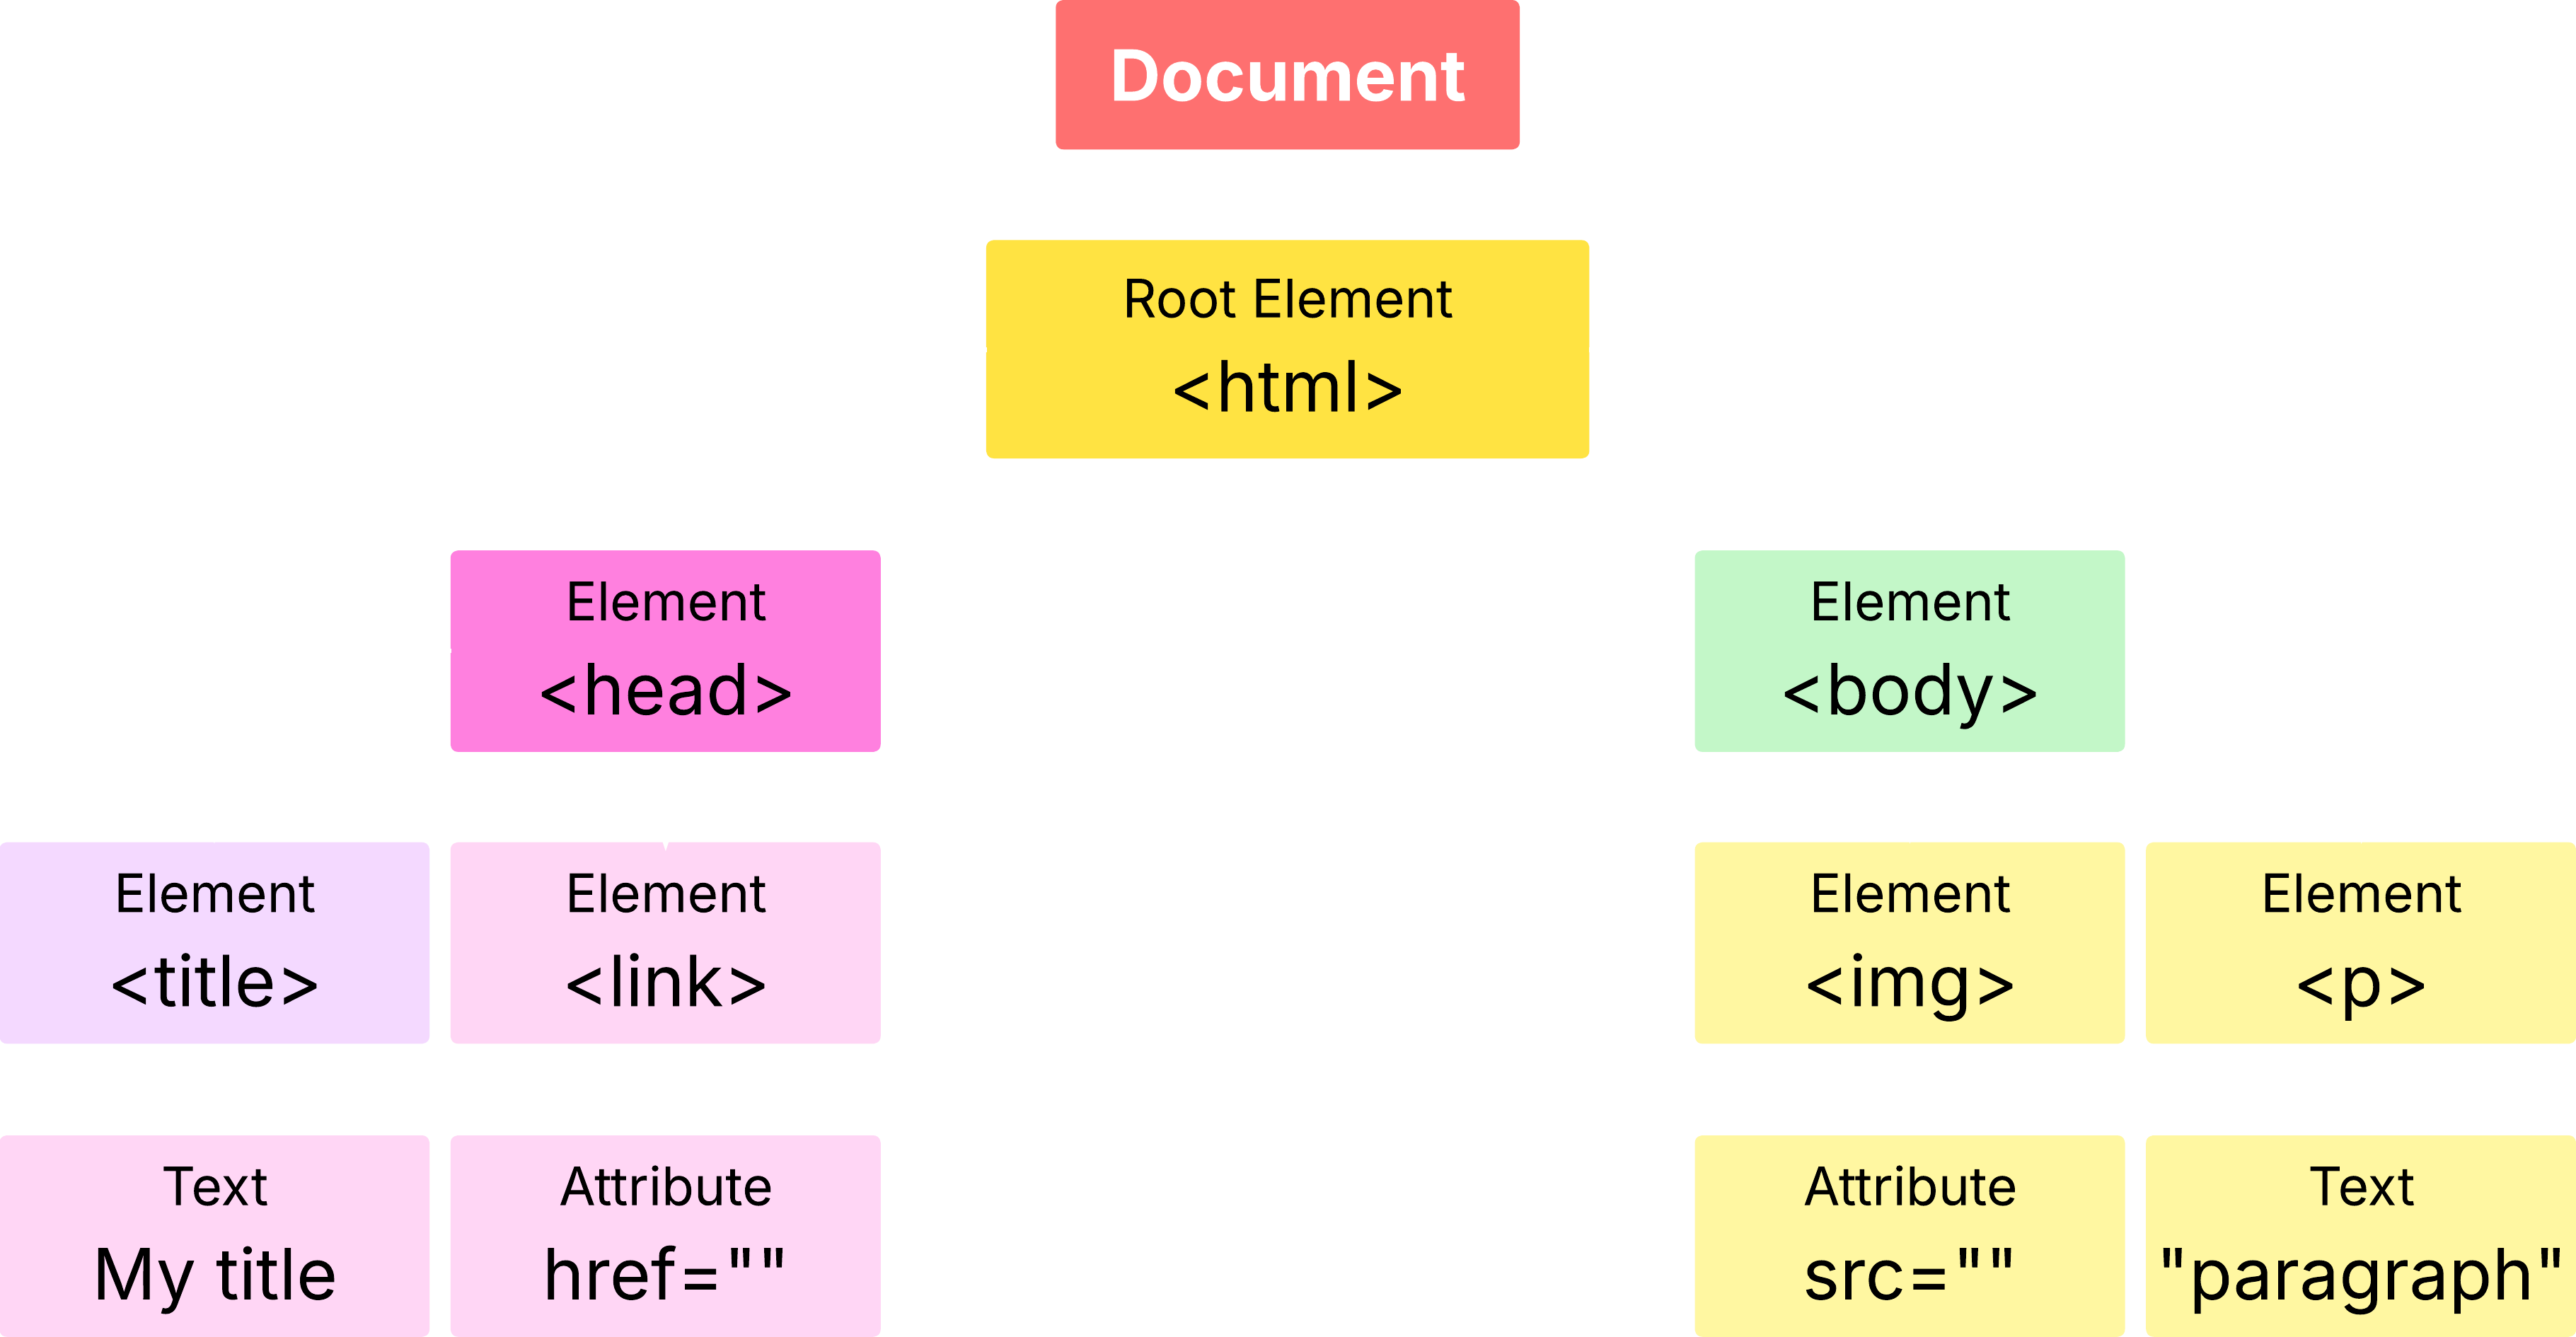 Document
Root Element
<html>
Element
<head>
Element
<body>
Element
<title>
Element
<link>
Element
<img>
Element
<p>
Text
My title
Attribute
href=""
Attribute
src=""
Text
"paragraph"